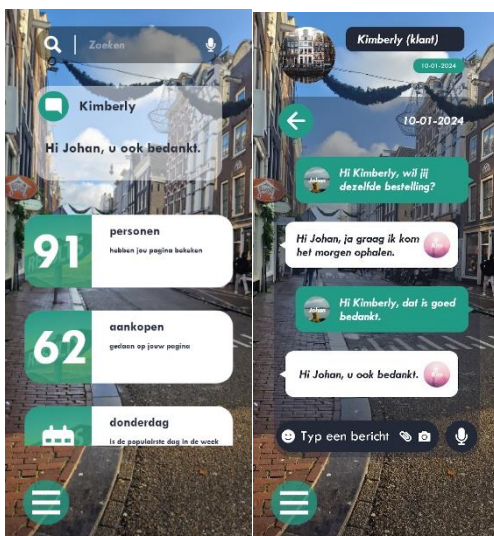 Zoeken
Kimberly
Hi Johan, u ook bedankt.
91
personen
hebben jou pagina bekeken
62
aankopen
gedaan op jouw pagina
donderdag
is de populairste dag in de week
Kimberly (klant)
10-01-2024
10-01-2024
Hi Kimberly, wil jij
dezelfde bestelling?
Hi Johan, ja graag ik kom
het morgen ophalen.
Hi Kimberly, dat is goed
bedankt.
Hi Johan, u ook bedankt.
Typ een bericht